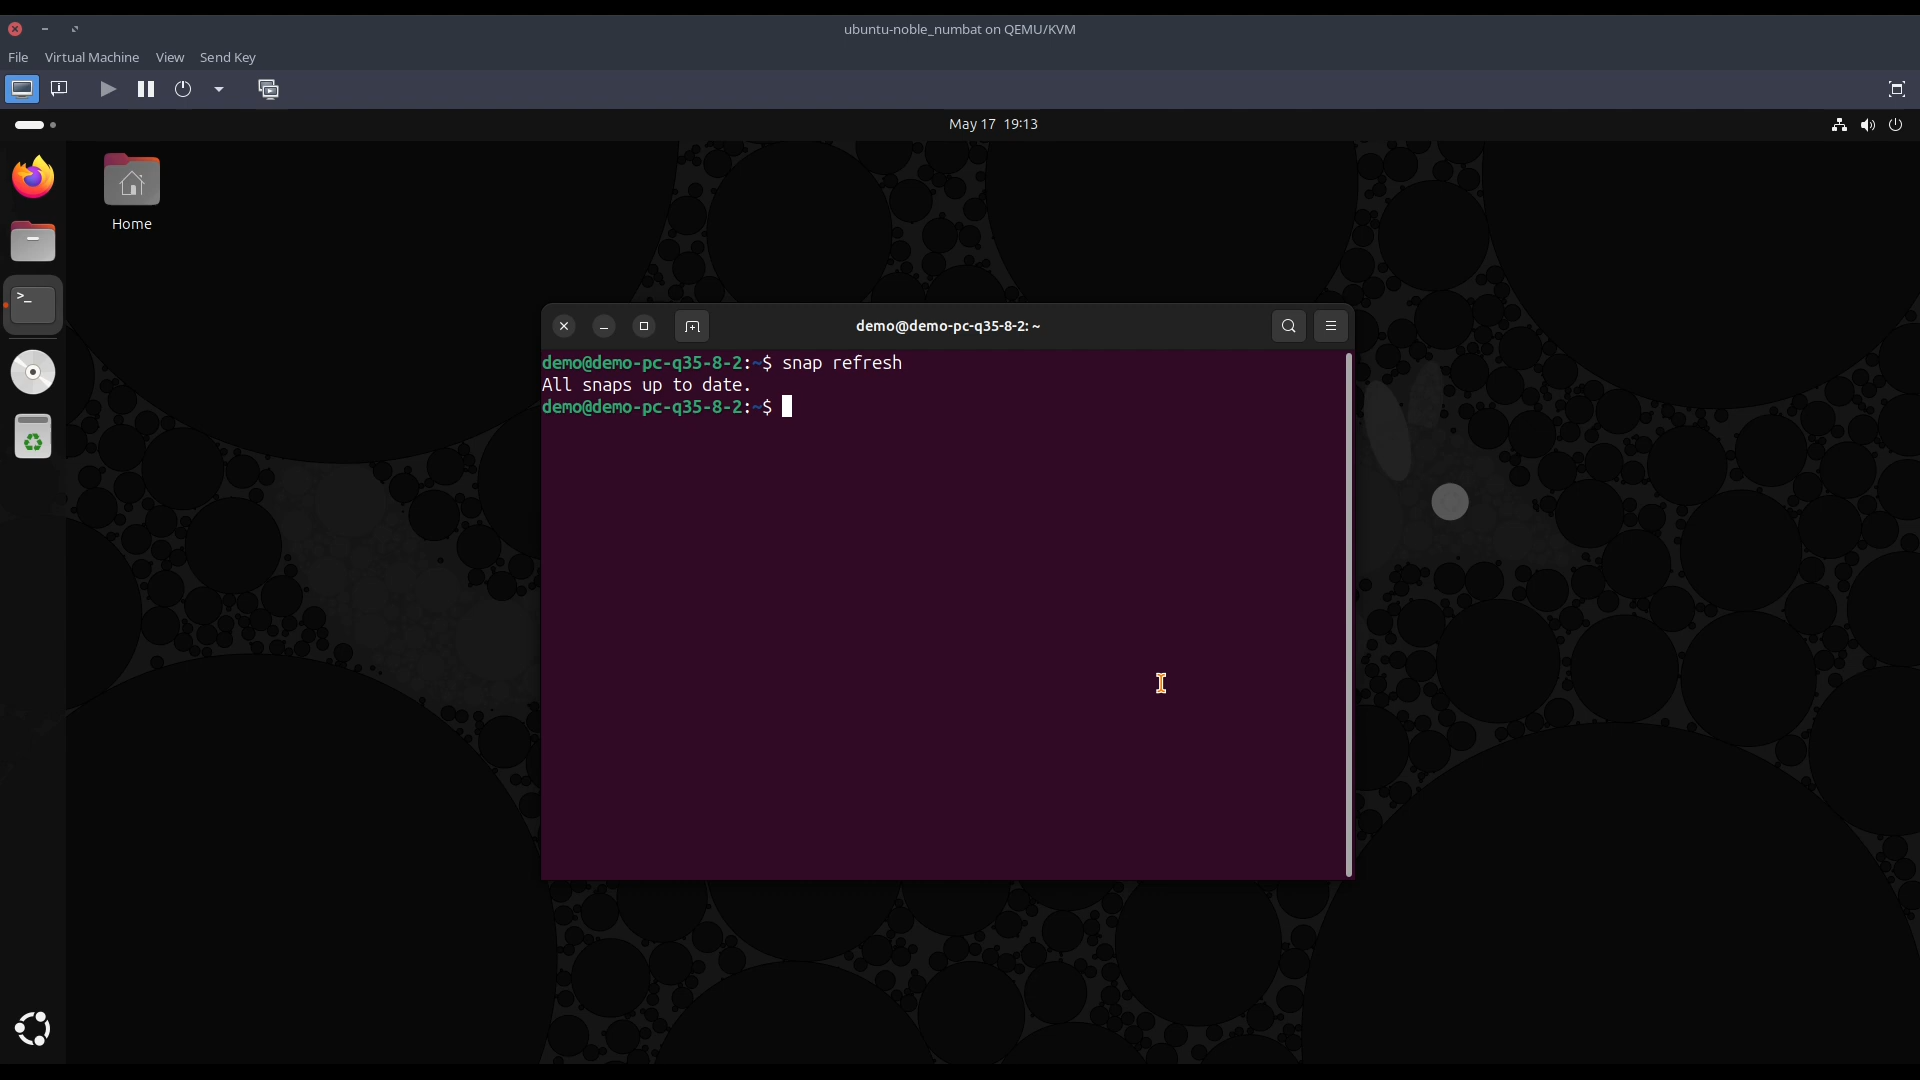 ubuntu-noble_numbat on QEMU/KVM
File Virtual Machine View Send Key
May 17 19:13
Home
demo@demo-pc-q35-8-2: ~
demo@demo-pc-q35-8-2:~$ snap refresh
All snaps up to date.
demo@demo-pc-q35-8-2:~$